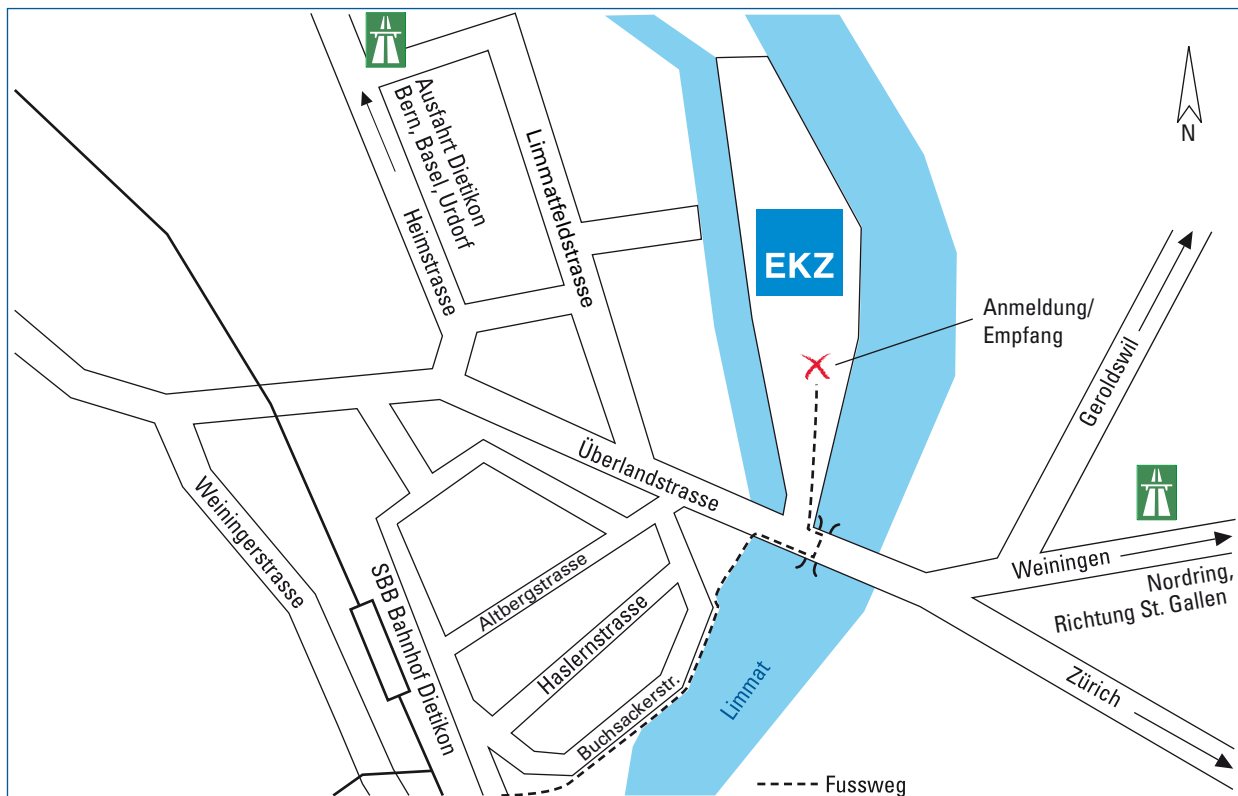 Ausfahrt Dietikon
Bern, Basel, Urdorf
Heimstrasse
Limmatfeldstrasse
N
EKZ
Anmeldung/
Empfang
Geroldswil
Überlandstrasse
Weiningerstrasse
SBB Bahnhof Dietikon
Altbergstrasse
Haslernstrasse
Buchsackerstr.
Limmat
Weiningen
Nordring,
Richtung St. Gallen
Zürich
Fussweg